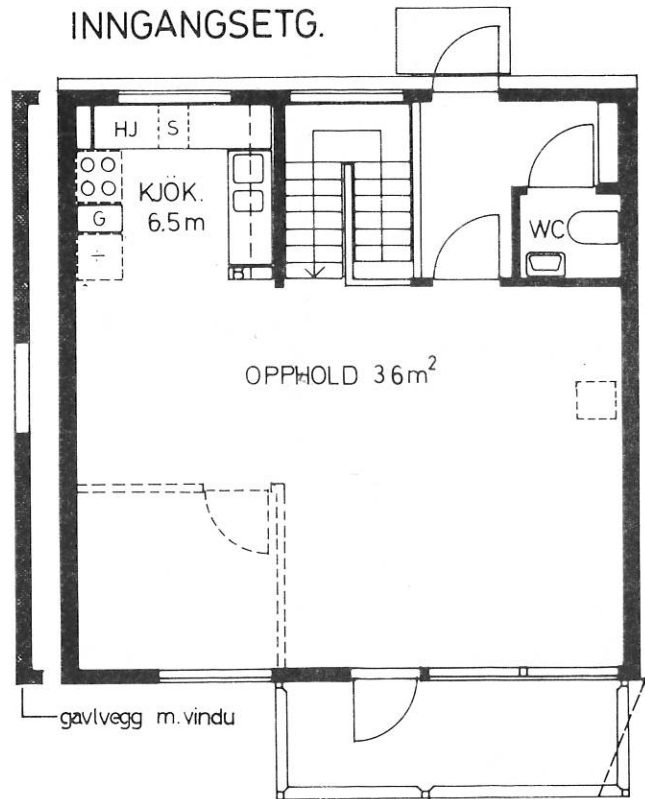 INNGANGSETG.
HJ S
KJÖK.
6.5m
G
WC
OPPHOLD 36m²
gavlvegg m.vindu